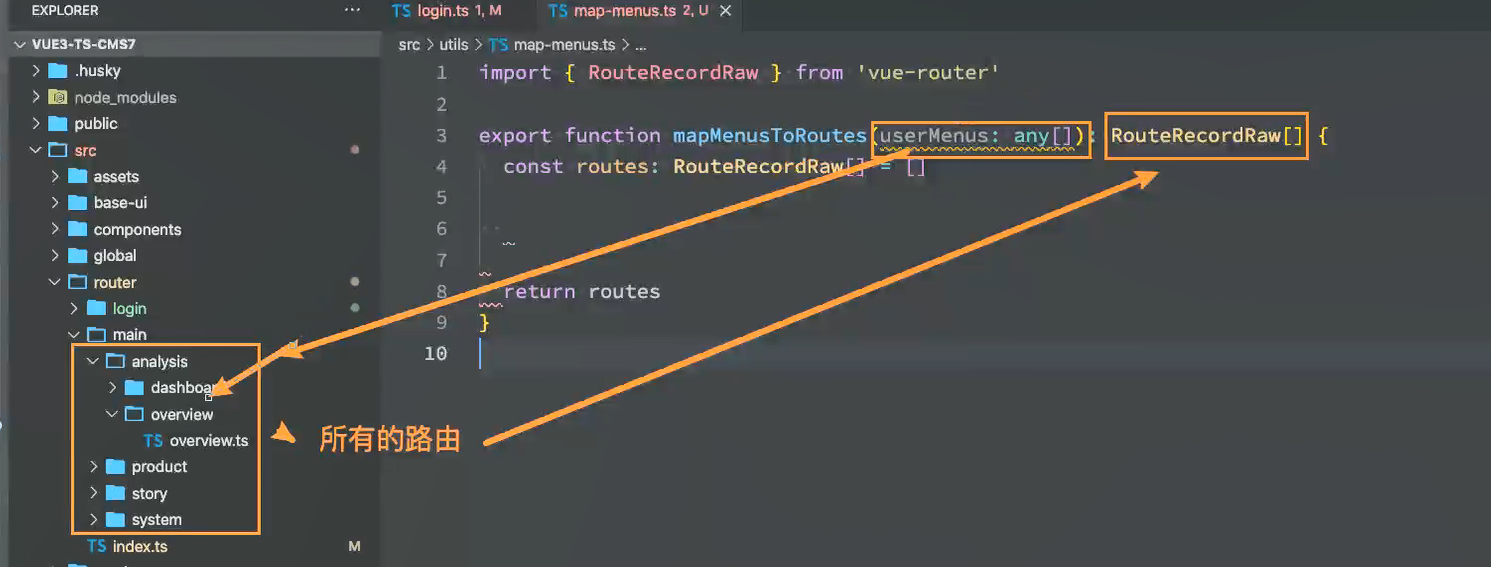 EXPLORER ...
TS login.ts 1, M
TS map-menus.ts 2, U
VUE3-TS-CMS7
src > utils > TS map-menus.ts > ...
.husky
node_modules
public
src
assets
base-ui
components
global
router
login
main
analysis
overview
TS overview.ts
product
story
system
TS index.ts M
1 import { RouteRecordRaw } from 'vue-router'
2
3 export function mapMenusToRoutes(userMenus: any[]): RouteRecordRaw[] {
4 const routes: RouteRecordRaw[] = []
5
6
7
8 return routes
9 }
10
所有的路由